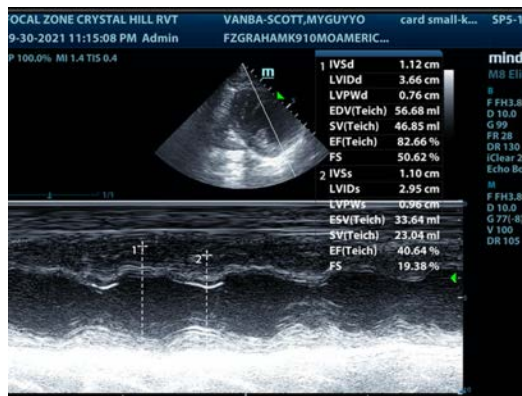 FOCAL ZONE CRYSTAL HILL RVT VANBA-SCOTT,MYGUYYO card small-k... SP5-1
9-30-2021 11:15:08 PM Admin FZGRAHAMK910MOAMERIC...
P 100.0% MI 1.4 TIS 0.4
m
1 IVSd 1.12 cm
LVIDd 3.66 cm
LVPWd 0.76 cm
EDV(Teich) 56.68 ml
SV(Teich) 46.85 ml
EF(Teich) 82.66 %
FS 50.62 %
2 IVSs 1.10 cm
LVIDs 2.95 cm
LVPWs 0.96 cm
ESV(Teich) 33.64 ml
SV(Teich) 23.04 ml
EF(Teich) 40.64 %
FS 19.38 %
mind
M8 Eli
B
F FH3.8
D 10.0
G 99
FR 28
DR 130
iClear 2
Echo Bo
M
F FH3.8
D 10.0
G 77(-8
V 100
DR 105
1/1
1
2